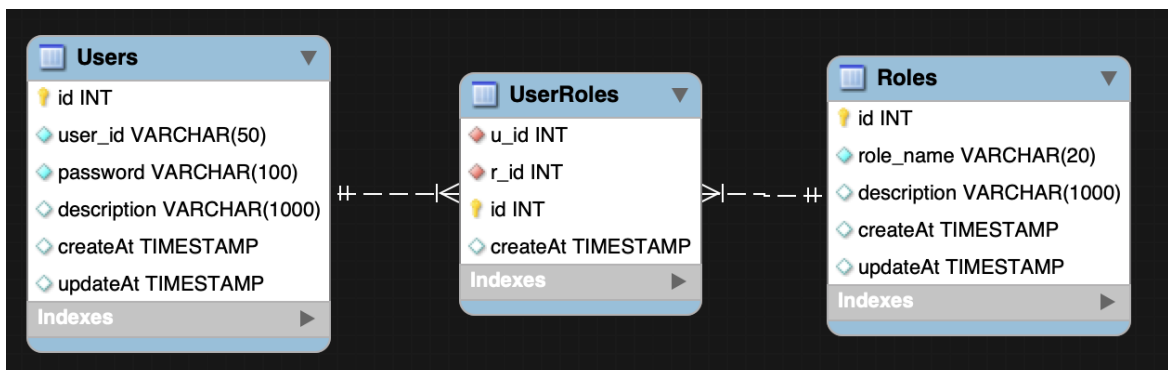 Users
id INT
user_id VARCHAR(50)
password VARCHAR(100)
description VARCHAR(1000)
createAt TIMESTAMP
updateAt TIMESTAMP
Indexes
UserRoles
u_id INT
r_id INT
id INT
createAt TIMESTAMP
Indexes
Roles
id INT
role_name VARCHAR(20)
description VARCHAR(1000)
createAt TIMESTAMP
updateAt TIMESTAMP
Indexes